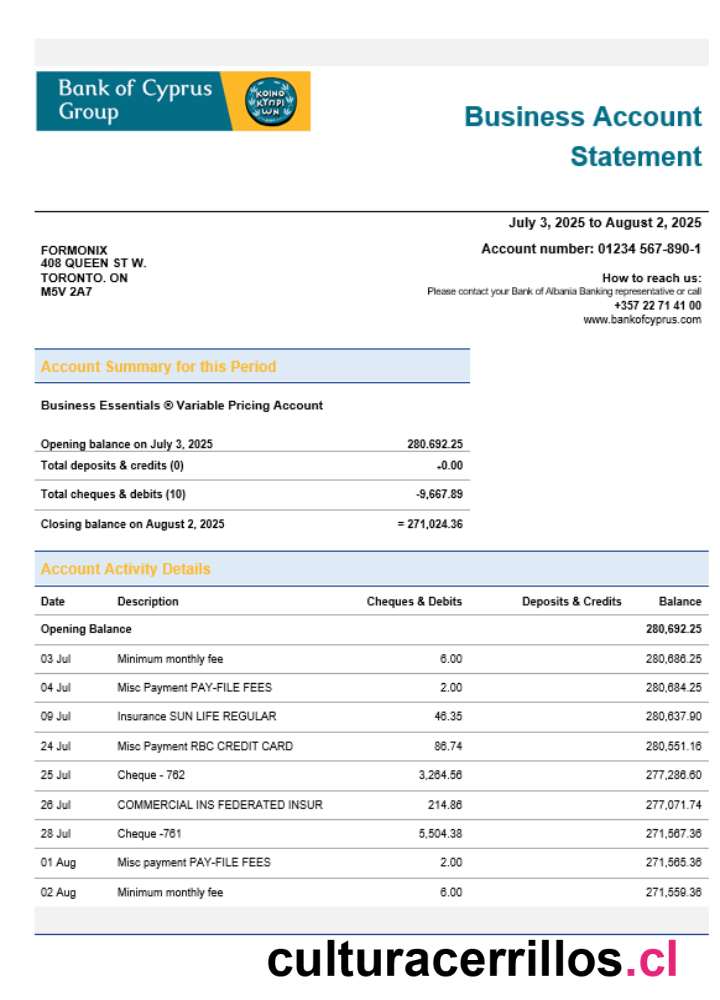 Bank of Cyprus
Group
ΚΟΙΝΟ
ΚΥΠΡΙ
ΩΝ
Business Account
Statement
July 3, 2025 to August 2, 2025
FORMONIX
408 QUEEN ST W.
TORONTO. ON
M5V 2A7
Account number: 01234 567-890-1
How to reach us:
Please contact your Bank of Albania Banking representative or call
+357 22 71 41 00
www.bankofcyprus.com
Account Summary for this Period
Business Essentials ® Variable Pricing Account
Opening balance on July 3, 2025 280.692.25
Total deposits & credits (0) -0.00
Total cheques & debits (10) -9,667.89
Closing balance on August 2, 2025 = 271,024.36
Account Activity Details
Date Description Cheques & Debits Deposits & Credits Balance
Opening Balance 280,692.25
03 Jul Minimum monthly fee 6.00 280,686.25
04 Jul Misc Payment PAY-FILE FEES 2.00 280,684.25
09 Jul Insurance SUN LIFE REGULAR 46.35 280,637.90
24 Jul Misc Payment RBC CREDIT CARD 86.74 280,551.16
25 Jul Cheque - 762 3,264.56 277,286.60
26 Jul COMMERCIAL INS FEDERATED INSUR 214.86 277,071.74
28 Jul Cheque -761 5,504.38 271,567.36
01 Aug Misc payment PAY-FILE FEES 2.00 271,565.36
02 Aug Minimum monthly fee 6.00 271,559.36
culturacerrillos.cl